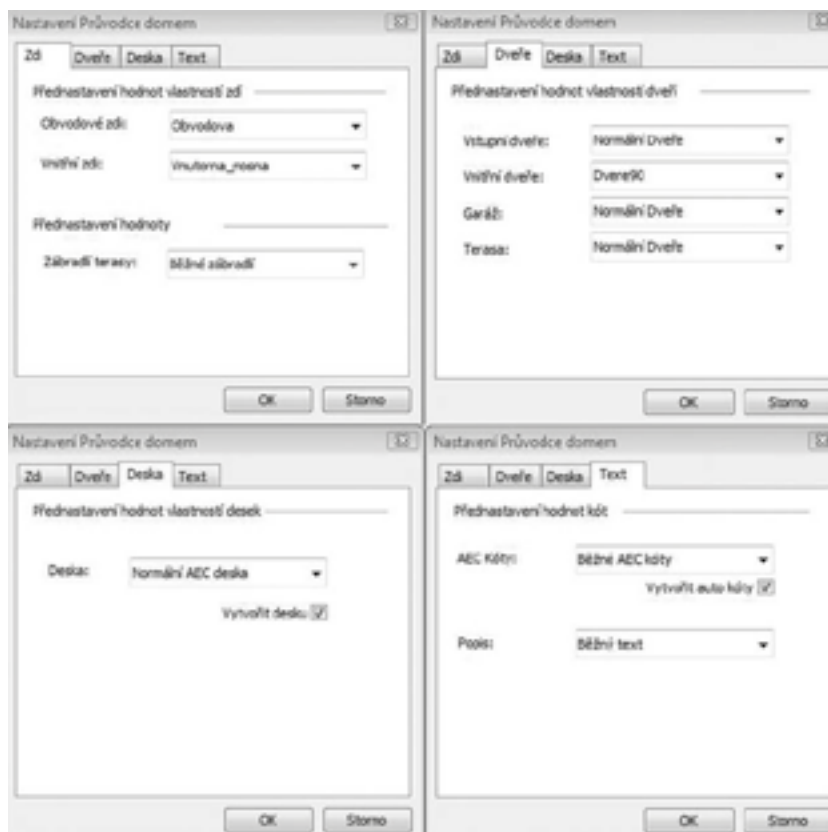 Nastavení Průvodce domem
Zdi Dveře Deska Text
Přednastavení hodnot vlastností zdí
Obvodové zdi: Obvodova
Vnitřní zdi: Vnutorna_nosna
Přednastavení hodnoty
Zábradlí terasy: Běžné zábradlí
OK Storno
Nastavení Průvodce domem
Zdi Dveře Deska Text
Přednastavení hodnot vlastností dveří
Vstupní dveře: Normální Dveře
Vnitřní dveře: Dvere90
Garáž: Normální Dveře
Terasa: Normální Dveře
OK Storno
Nastavení Průvodce domem
Zdi Dveře Deska Text
Přednastavení hodnot vlastností desek
Deska: Normální AEC deska
Vytvořit desku
OK Storno
Nastavení Průvodce domem
Zdi Dveře Deska Text
Přednastavení hodnot kót
AEC Kóty: Běžné AEC kóty
Vytvořit auto kóty
Popis: Běžný text
OK Storno